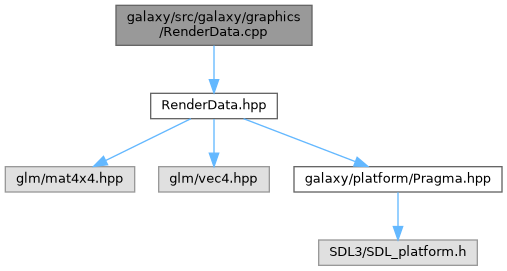 galaxy/src/galaxy/graphics
/RenderData.cpp
RenderData.hpp
glm/mat4x4.hpp
glm/vec4.hpp
galaxy/platform/Pragma.hpp
SDL3/SDL_platform.h